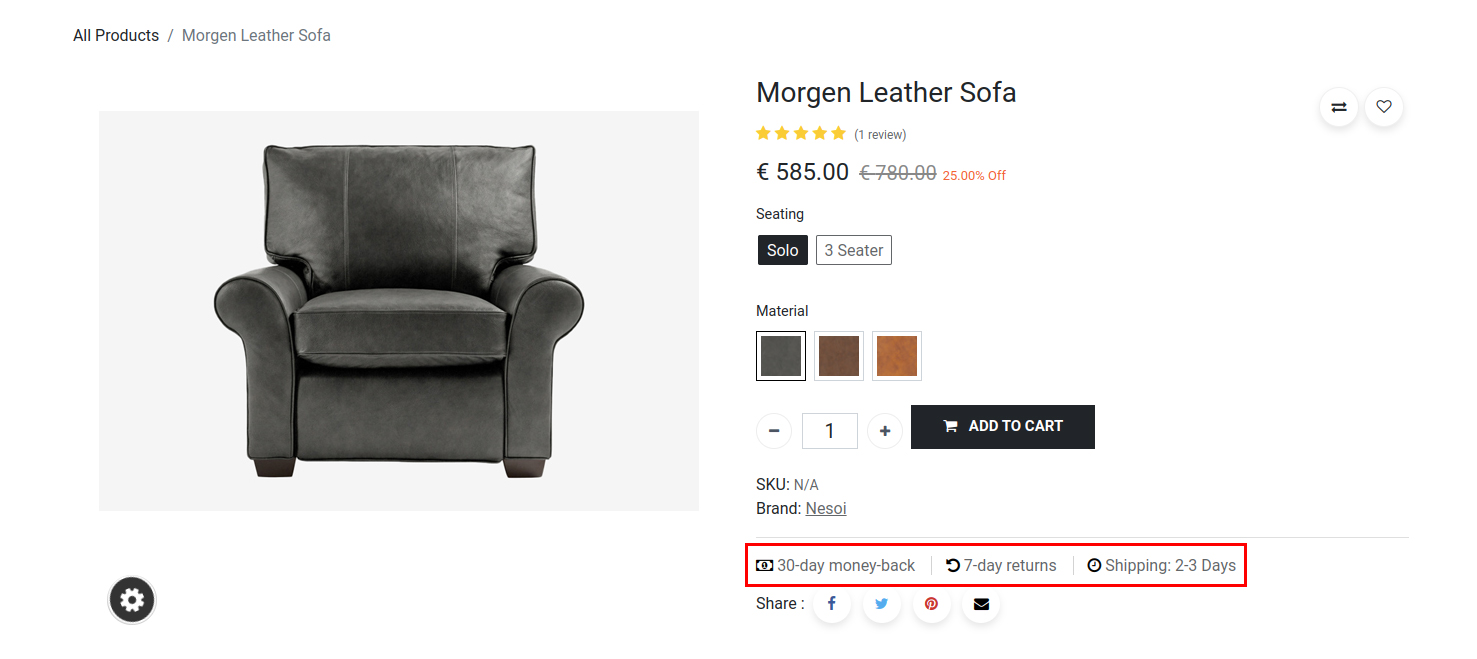 All Products / Morgen Leather Sofa
Morgen Leather Sofa
(1 review)
€ 585.00 € 780.00 25.00% Off
Seating
Solo 3 Seater
Material
1 ADD TO CART
SKU: N/A
Brand: Nesoi
30-day money-back 7-day returns Shipping: 2-3 Days
Share :